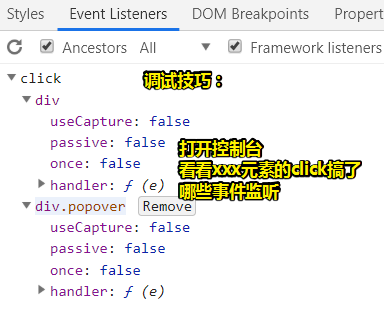 Styles Event Listeners DOM Breakpoints Propert
Ancestors All Framework listeners
click
调试技巧：
div
useCapture: false
passive: false
once: false
handler: ƒ (e)
打开控制台
看看xxx元素的click搞了
哪些事件监听
div.popover Remove
useCapture: false
passive: false
once: false
handler: ƒ (e)